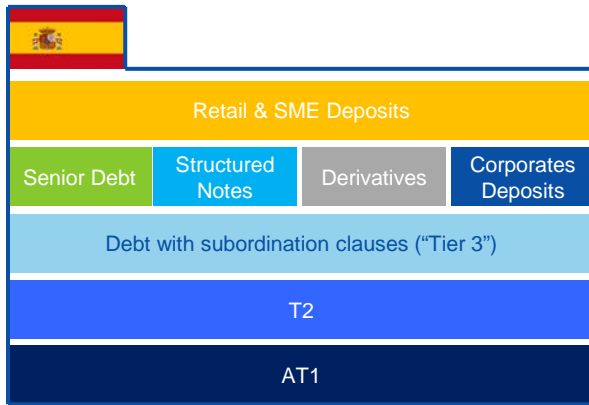 Retail & SME Deposits
Senior Debt
Structured
Notes
Derivatives
Corporates
Deposits
Debt with subordination clauses (“Tier 3”)
T2
AT1